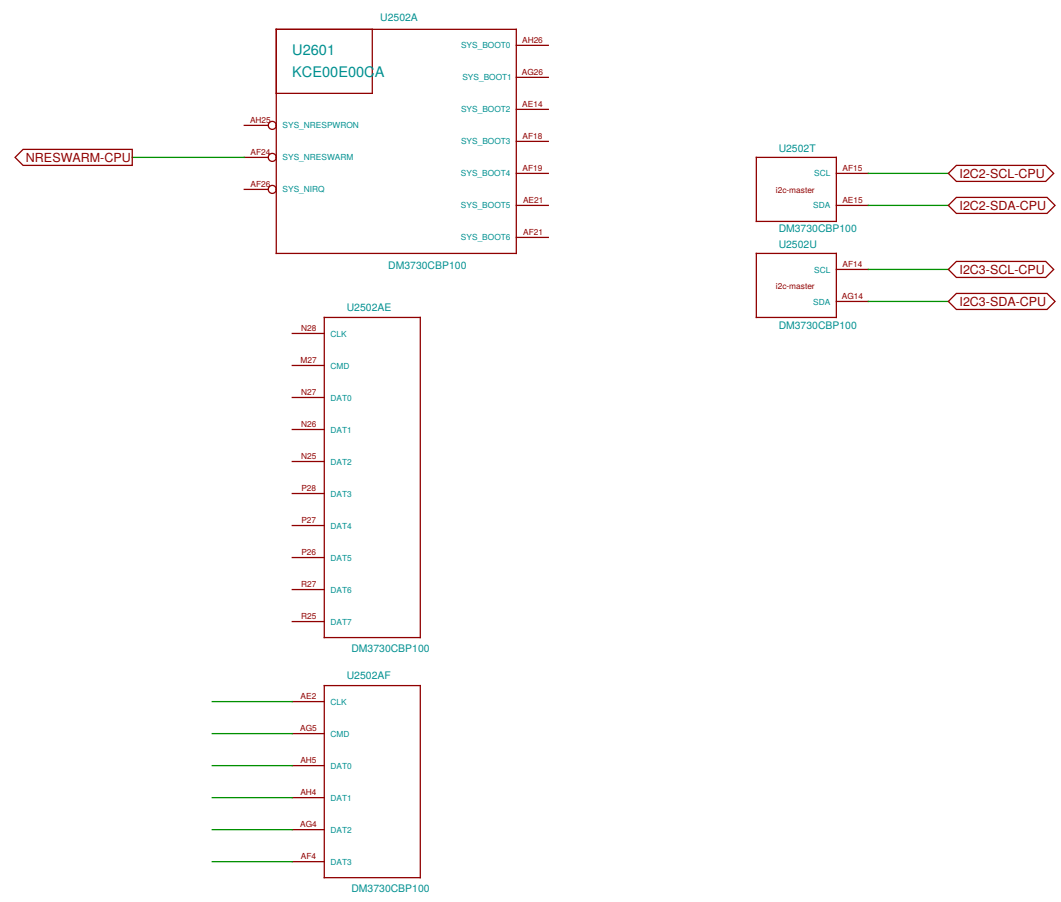 U2502A
U2601
KCE00E00CA
SYS_BOOT0 AH26
SYS_BOOT1 AG26
SYS_BOOT2 AE14
AH25 SYS_NRESPWRON
SYS_BOOT3 AF18
NRESWARM-CPU AF24 SYS_NRESWARM
SYS_BOOT4 AF19
AF26 SYS_NIRQ
SYS_BOOT5 AE21
SYS_BOOT6 AF21
DM3730CBP100
U2502T
SCL AF15 I2C2-SCL-CPU
i2c-master
SDA AE15 I2C2-SDA-CPU
DM3730CBP100
U2502U
SCL AF14 I2C3-SCL-CPU
i2c-master
SDA AG14 I2C3-SDA-CPU
DM3730CBP100
U2502AE
N28 CLK
M27 CMD
N27 DAT0
N26 DAT1
N25 DAT2
P28 DAT3
P27 DAT4
P26 DAT5
R27 DAT6
R25 DAT7
DM3730CBP100
U2502AF
AE2 CLK
AG5 CMD
AH5 DAT0
AH4 DAT1
AG4 DAT2
AF4 DAT3
DM3730CBP100